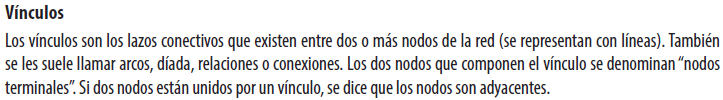 Vínculos
Los vínculos son los lazos conectivos que existen entre dos o más nodos de la red (se representan con líneas). También
se les suele llamar arcos, díada, relaciones o conexiones. Los dos nodos que componen el vínculo se denominan “nodos
terminales”. Si dos nodos están unidos por un vínculo, se dice que los nodos son adyacentes.